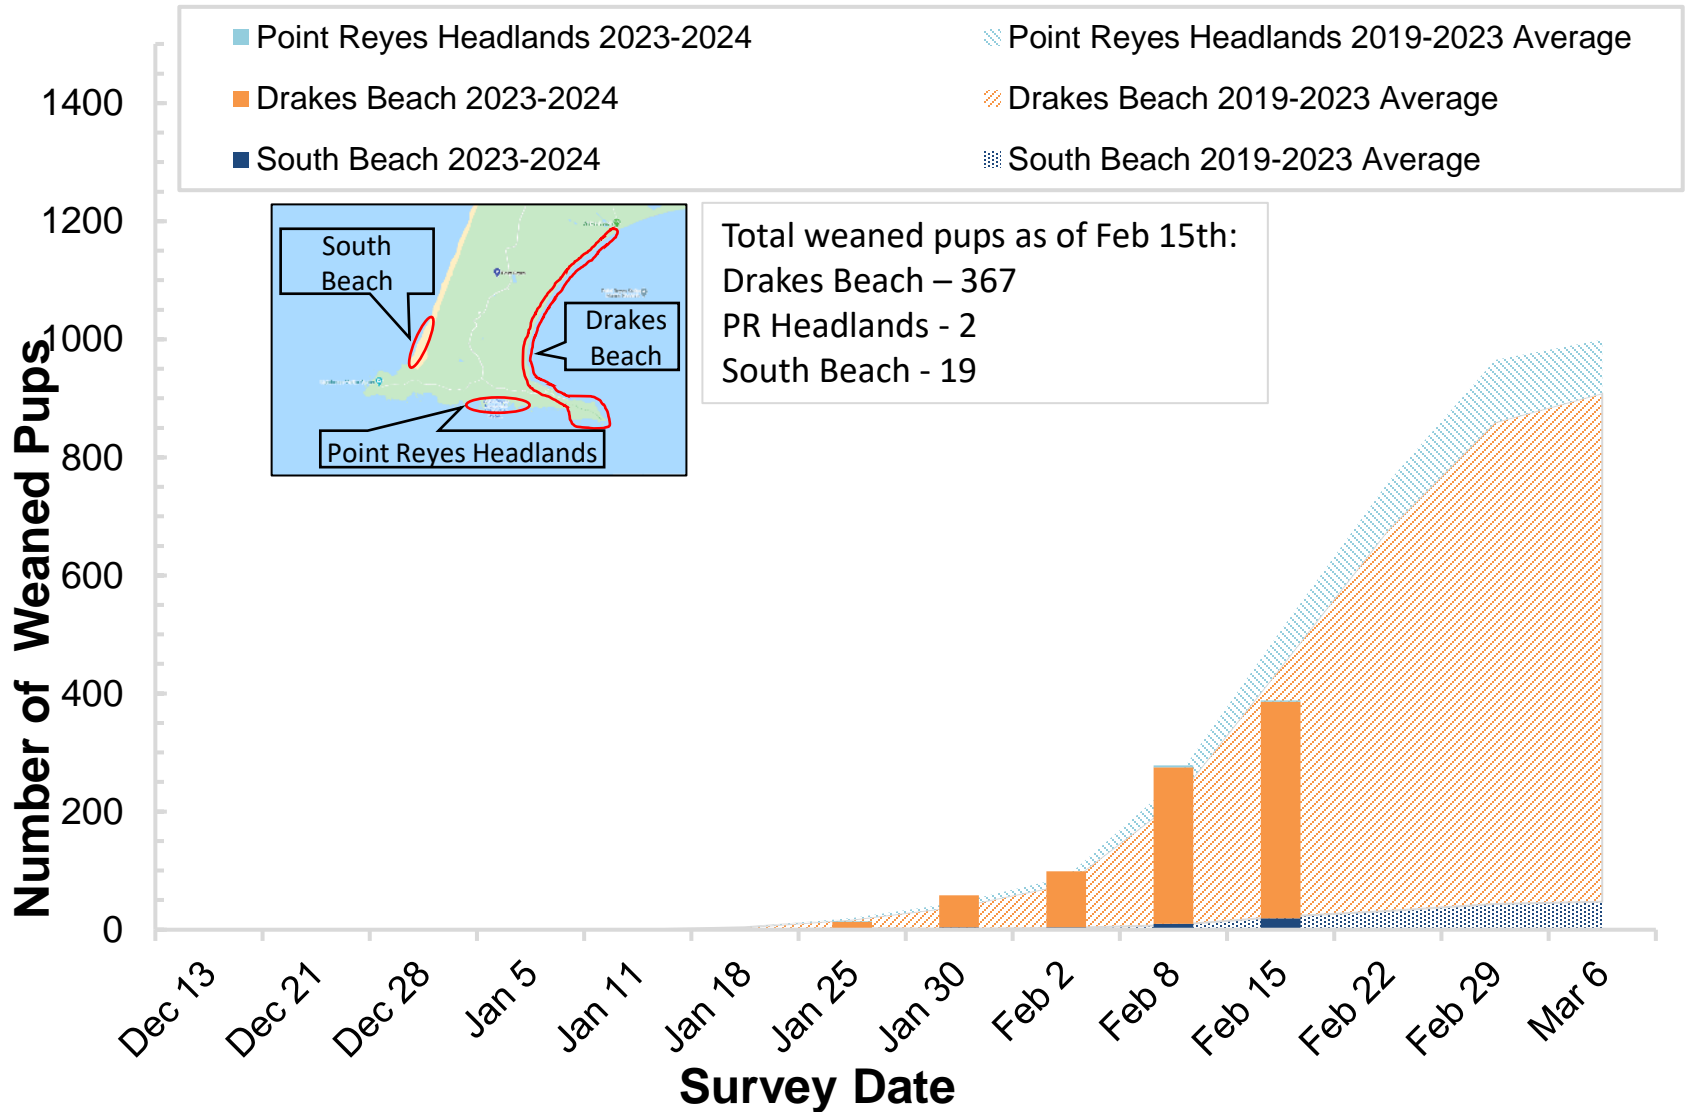 Point Reyes Headlands 2023-2024
Point Reyes Headlands 2019-2023 Average
Drakes Beach 2023-2024
Drakes Beach 2019-2023 Average
South Beach 2023-2024
South Beach 2019-2023 Average
1400
1200
1000
800
600
400
200
0
Number of  Weaned Pups
South
Beach
Drakes
Beach
Point Reyes Headlands
Total weaned pups as of Feb 15th:
Drakes Beach – 367
PR Headlands - 2
South Beach - 19
Dec 13
Dec 21
Dec 28
Jan 5
Jan 11
Jan 18
Jan 25
Jan 30
Feb 2
Feb 8
Feb 15
Feb 22
Feb 29
Mar 6
Survey Date